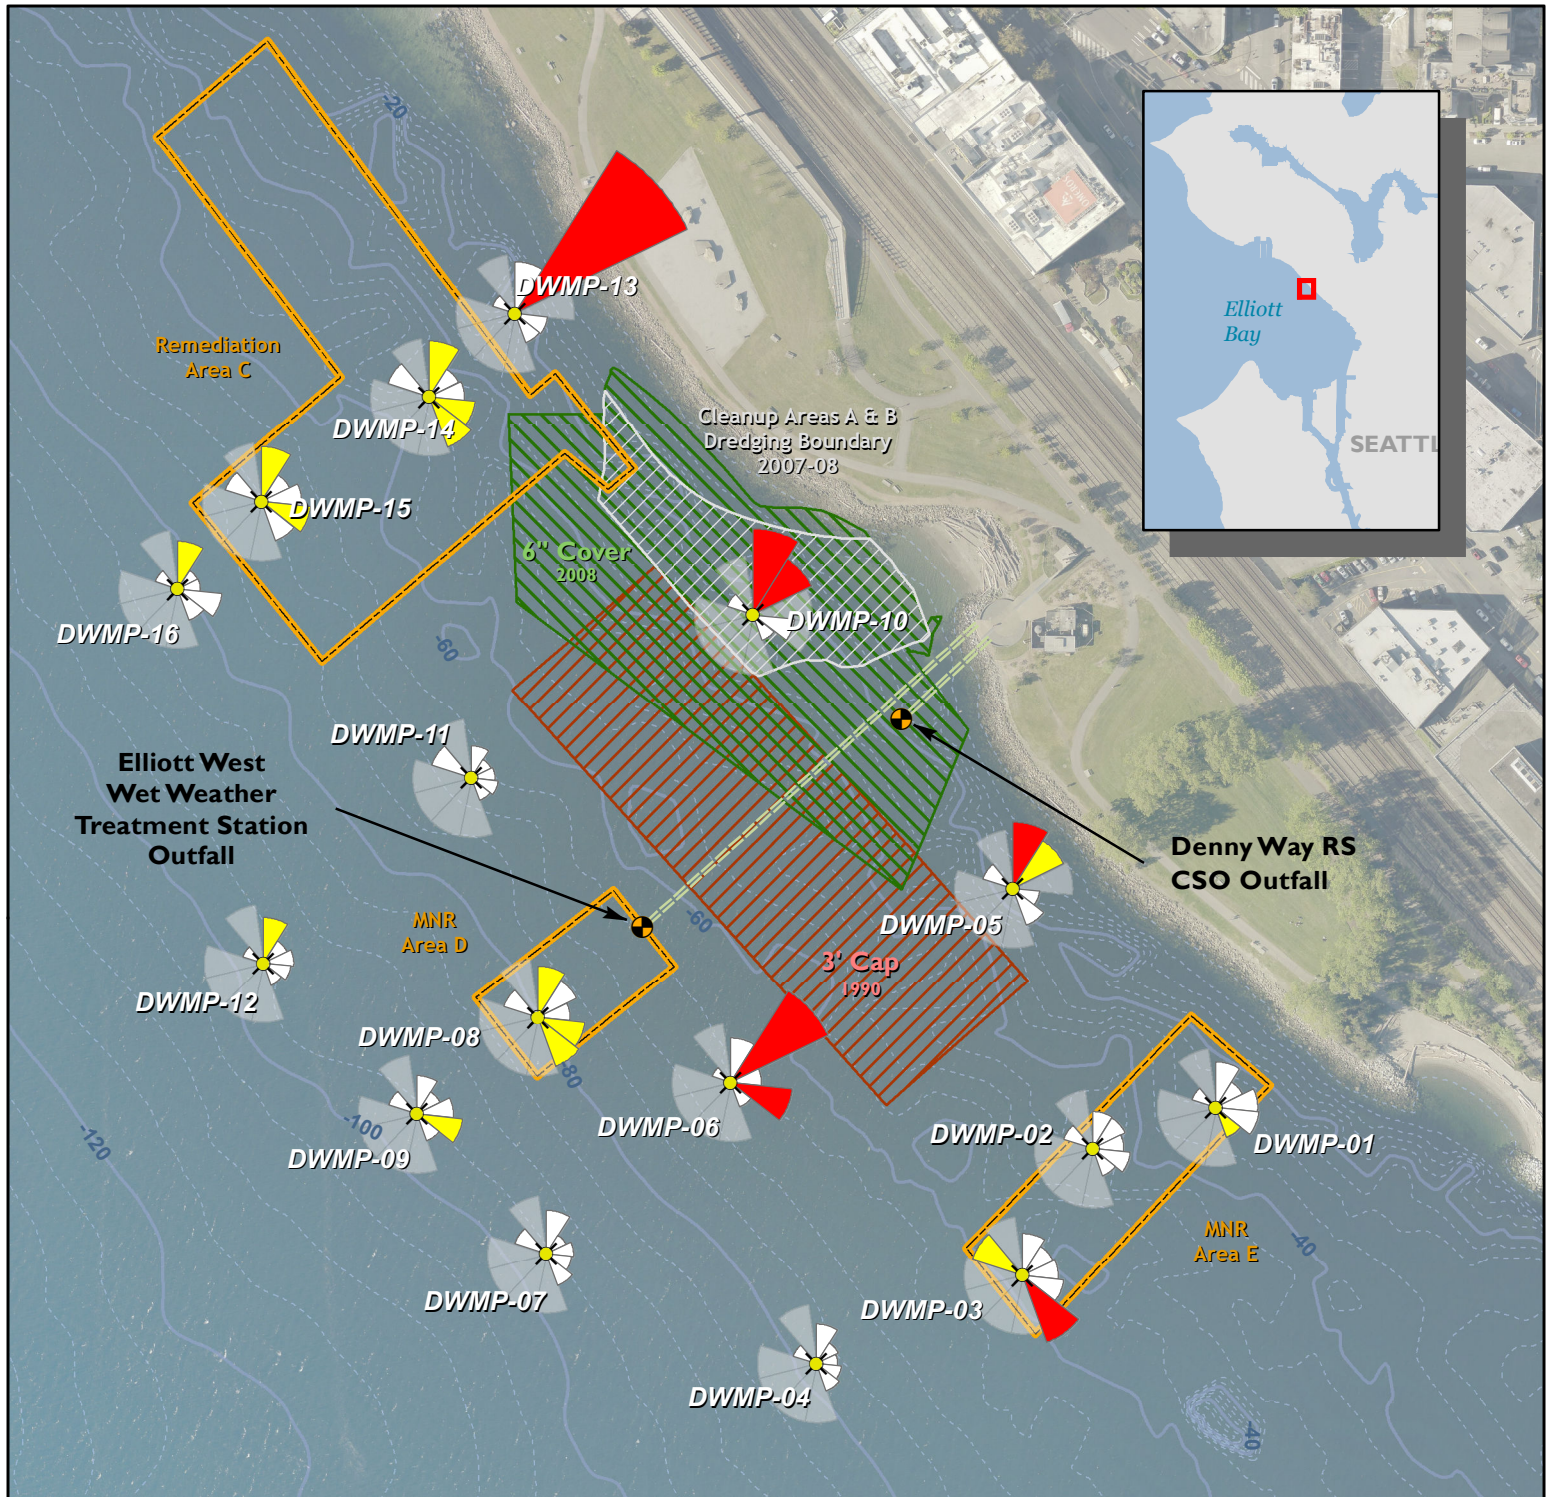 -20
DWMP-13
Remediation
Area C
DWMP-14
DWMP-15
Cleanup Areas A & B
Dredging Boundary
2007-08
Elliott
Bay
SEATTL
6" Cover
2008
DWMP-16
DWMP-10
-60
DWMP-11
Elliott West
Wet Weather
Treatment Station
Outfall
Denny Way RS
CSO Outfall
DWMP-05
MNR
Area D
-60
3' Cap
1990
DWMP-12
DWMP-08
-80
DWMP-06
DWMP-09
-100
-120
DWMP-02
DWMP-01
MNR
Area E
-40
DWMP-03
DWMP-07
DWMP-04
-40